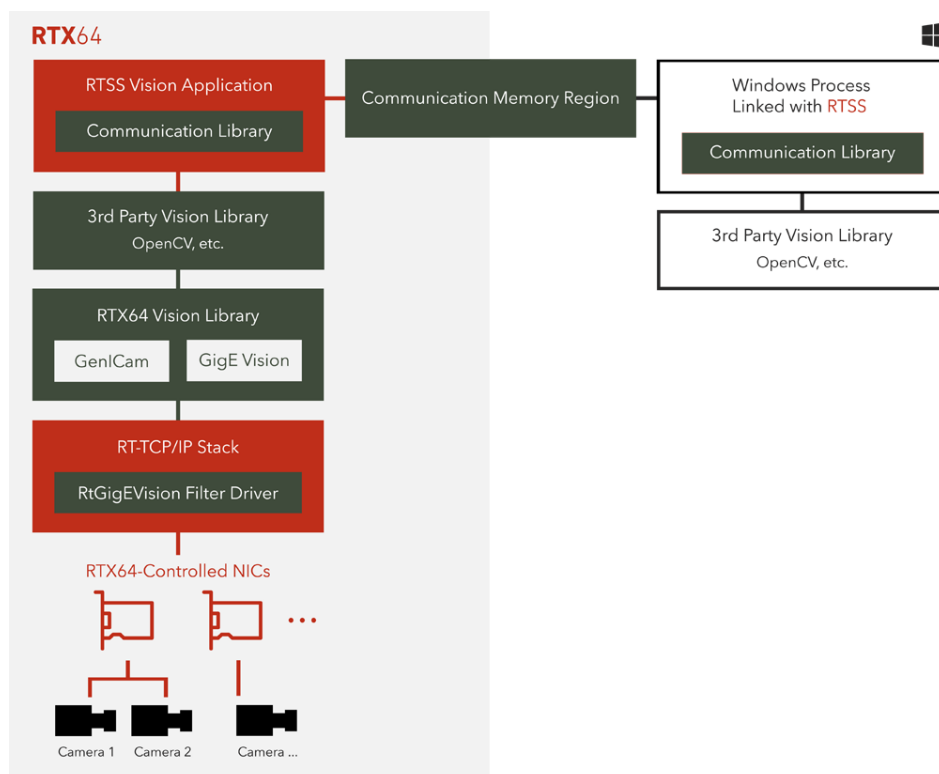 RTX64
RTSS Vision Application
Communication Library
Communication Memory Region
Windows Process
Linked with RTSS
Communication Library
3rd Party Vision Library
OpenCV, etc.
3rd Party Vision Library
OpenCV, etc.
RTX64 Vision Library
GenICam
GigE Vision
RT-TCP/IP Stack
RtGigEVision Filter Driver
RTX64-Controlled NICs
...
Camera 1
Camera 2
Camera ...